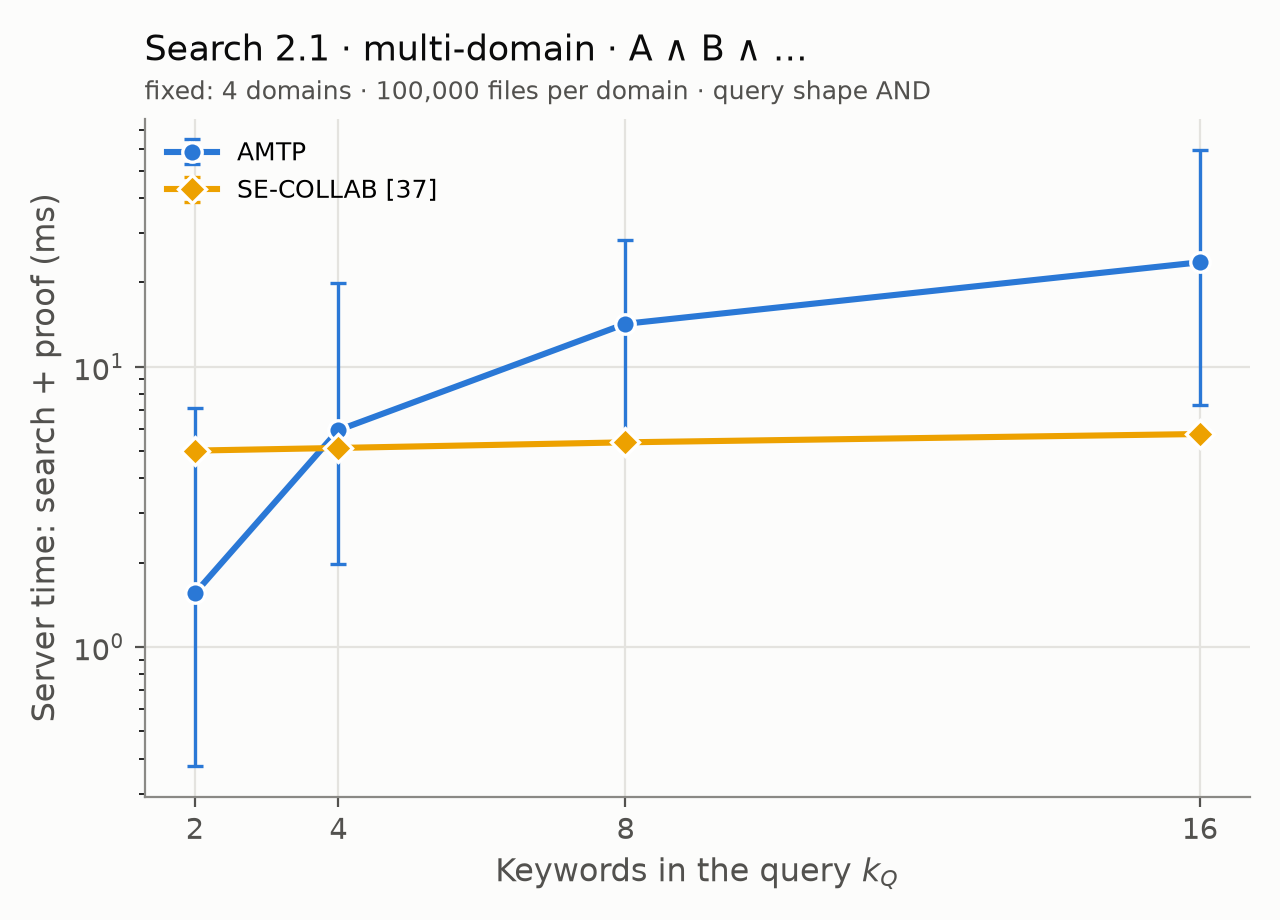 Search 2.1 · multi-domain · A ∧ B ∧ …
fixed: 4 domains · 100,000 files per domain · query shape AND
AMTP
SE-COLLAB [37]
Server time: search + proof (ms)
10¹
10⁰
2 4 8 16
Keywords in the query k_Q